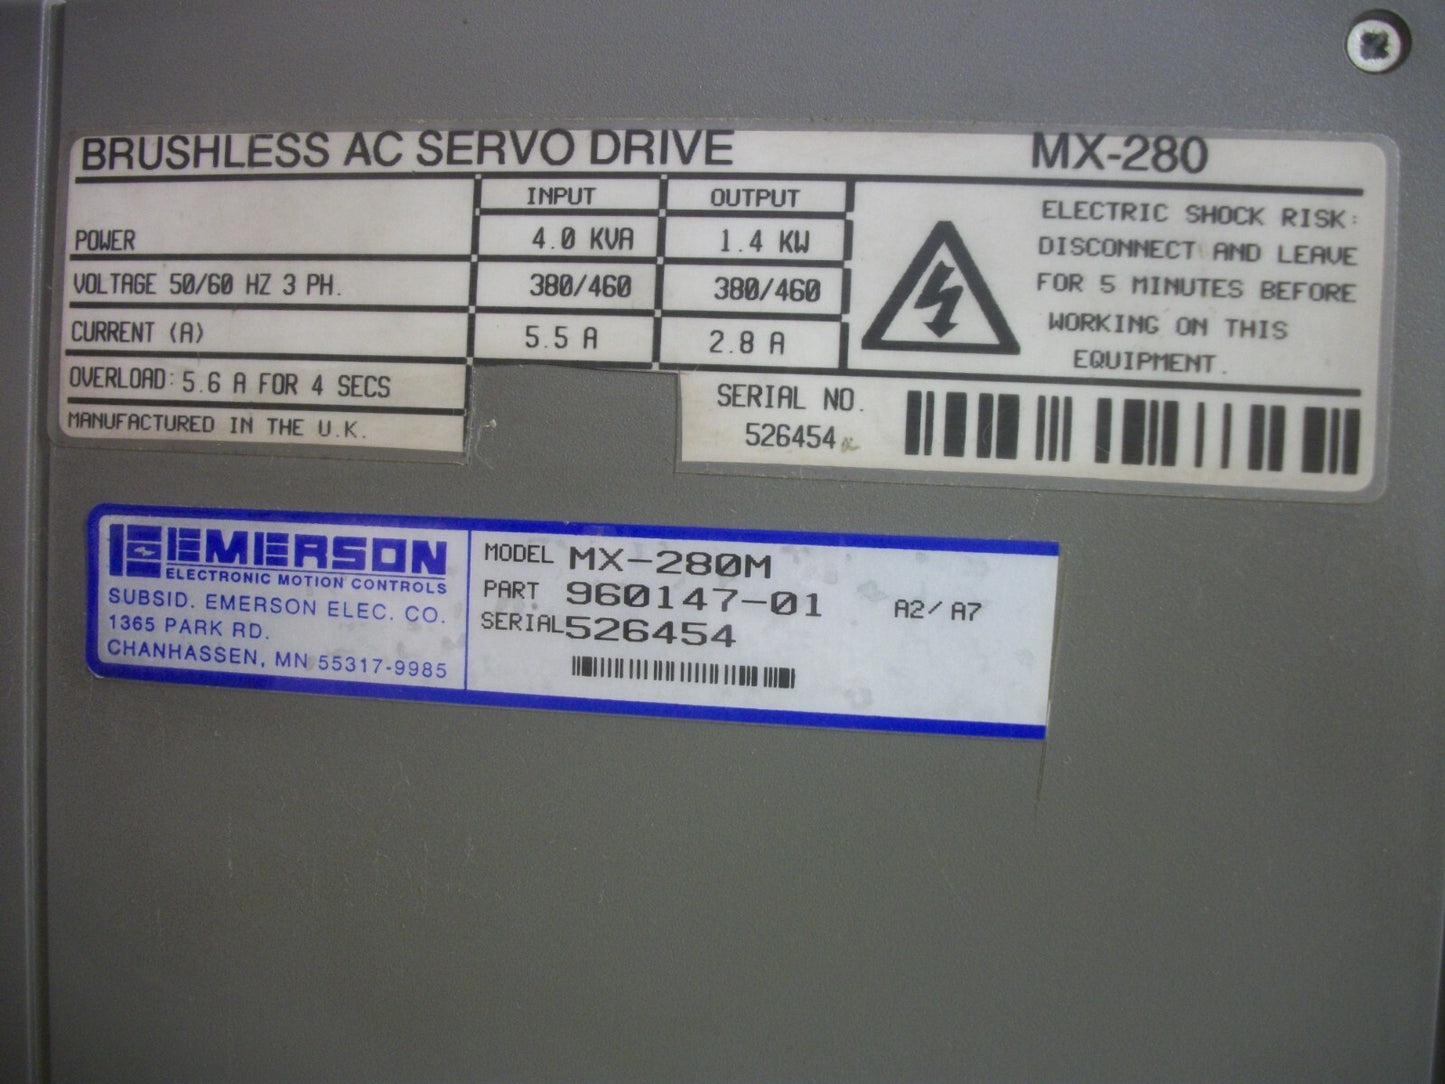 BRUSHLESS AC SERVO DRIVE MX-280
INPUT OUTPUT
POWER 4.0 KVA 1.4 KW
VOLTAGE 50/60 HZ 3 PH. 380/460 380/460
CURRENT (A) 5.5 A 2.8 A
OVERLOAD: 5.6 A FOR 4 SECS
MANUFACTURED IN THE U.K.
ELECTRIC SHOCK RISK:
DISCONNECT AND LEAVE
FOR 5 MINUTES BEFORE
WORKING ON THIS
EQUIPMENT.
SERIAL NO.
526454
EMERSON
ELECTRONIC MOTION CONTROLS
SUBSID. EMERSON ELEC. CO.
1365 PARK RD.
CHANHASSEN, MN 55317-9985
MODEL MX-280M
PART 960147-01 A2/A7
SERIAL 526454